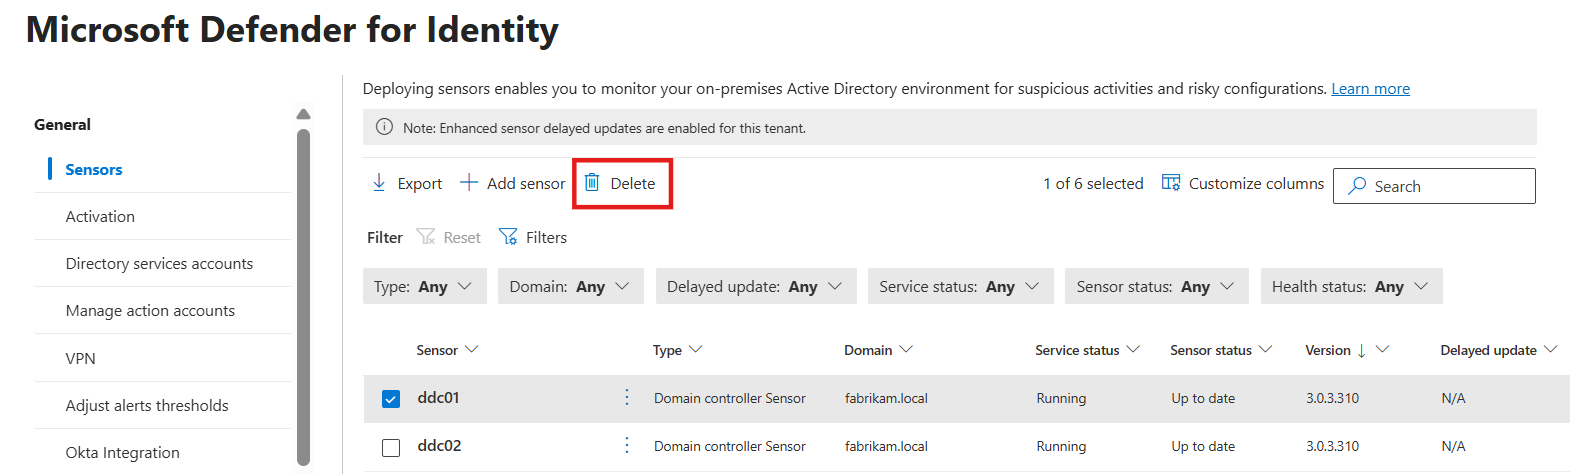 Microsoft Defender for Identity
General
Sensors
Activation
Directory services accounts
Manage action accounts
VPN
Adjust alerts thresholds
Okta Integration
Deploying sensors enables you to monitor your on-premises Active Directory environment for suspicious activities and risky configurations. Learn more
Note: Enhanced sensor delayed updates are enabled for this tenant.
Export Add sensor Delete 1 of 6 selected Customize columns Search
Filter Reset Filters
Type: Any Domain: Any Delayed update: Any Service status: Any Sensor status: Any Health status: Any
Sensor Type Domain Service status Sensor status Version Delayed update
ddc01 Domain controller Sensor fabrikam.local Running Up to date 3.0.3.310 N/A
ddc02 Domain controller Sensor fabrikam.local Running Up to date 3.0.3.310 N/A